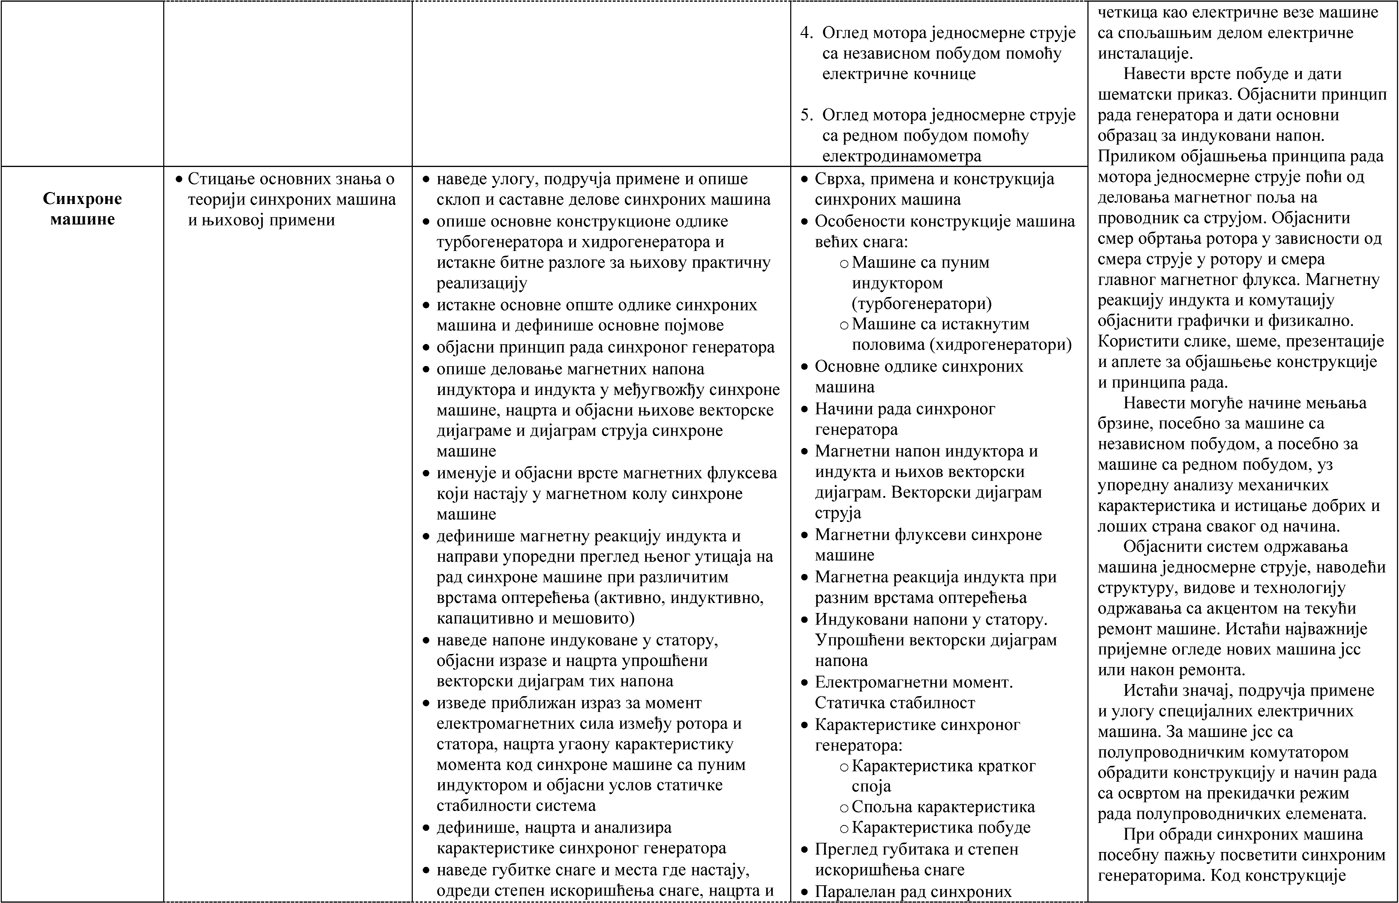 4. Оглед мотора једносмерне струје
са независном побудом помоћу
електричне кочнице
5. Оглед мотора једносмерне струје
са редном побудом помоћу
електродинамометра
Синхроне
машине
• Стицање основних знања о
теорији синхроних машина
и њиховој примени
• наведе улогу, подручја примене и опише
склоп и саставне делове синхроних машина
• опише основне конструкционе одлике
турбогенератора и хидрогенератора и
истакне битне разлоге за њихову практичну
реализацију
• истакне основне опште одлике синхроних
машина и дефинише основне појмове
• објасни принцип рада синхроног генератора
• опише деловање магнетних напона
индуктора и индукта у међугвожђу синхроне
машине, нацрта и објасни њихове векторске
дијаграме и дијаграм струја синхроне
машине
• именује и објасни врсте магнетних флуксева
који настају у магнетном колу синхроне
машине
• дефинише магнетну реакцију индукта и
направи упоредни преглед њеног утицаја на
рад синхроне машине при различитим
врстама оптерећења (активно, индуктивно,
капацитивно и мешовито)
• наведе напоне индуковане у статору,
објасни изразе и нацрта упрошћени
векторски дијаграм тих напона
• изведе приближан израз за момент
електромагнетних сила између ротора и
статора, нацрта угаону карактеристику
момента код синхроне машине са пуним
индуктором и објасни услов статичке
стабилности система
• дефинише, нацрта и анализира
карактеристике синхроног генератора
• наведе губитке снаге и места где настају,
одреди степен искоришћења снаге, нацрта и
• Сврха, примена и конструкција
синхроних машина
• Особености конструкције машина
већих снага:
○ Машине са пуним
индуктором
(турбогенератори)
○ Машине са истакнутим
половима (хидрогенератори)
• Основне одлике синхроних
машина
• Начини рада синхроног
генератора
• Магнетни напон индуктора и
индукта и њихов векторски
дијаграм. Векторски дијаграм
струја
• Магнетни флуксеви синхроне
машине
• Магнетна реакција индукта при
разним врстама оптерећења
• Индуковани напони у статору.
Упрошћени векторски дијаграм
напона
• Електромагнетни момент.
Статичка стабилност
• Карактеристике синхроног
генератора:
○ Карактеристика кратког
споја
○ Спољна карактеристика
○ Карактеристика побуде
• Преглед губитака и степен
искоришћења снаге
• Паралелан рад синхроних
четкица као електричне везе машине
са спољашњим делом електричне
инсталације.
Навести врсте побуде и дати
шематски приказ. Објаснити принцип
рада генератора и дати основни
образац за индуковани напон.
Приликом објашњења принципа рада
мотора једносмерне струје поћи од
деловања магнетног поља на
проводник са струјом. Објаснити
смер обртања ротора у зависности од
смера струје у ротору и смера
главног магнетног флукса. Магнетну
реакцију индукта и комутацију
објаснити графички и физикално.
Користити слике, шеме, презентације
и аплете за објашњење конструкције
и принципа рада.
Навести могуће начине мењања
брзине, посебно за машине са
независном побудом, а посебно за
машине са редном побудом, уз
упоредну анализу механичких
карактеристика и истицање добрих и
лоших страна сваког од начина.
Објаснити систем одржавања
машина једносмерне струје, наводећи
структуру, видове и технологију
одржавања са акцентом на текући
ремонт машине. Истаћи најважније
пријемне огледе нових машина јсс
или након ремонта.
Истаћи значај, подручја примене
и улогу специјалних електричних
машина. За машине јсс са
полупроводничким комутатором
обрадити конструкцију и начин рада
са освртом на прекидачки режим
рада полупроводничких елемената.
При обради синхроних машина
посебну пажњу посветити синхроним
генераторима. Код конструкције